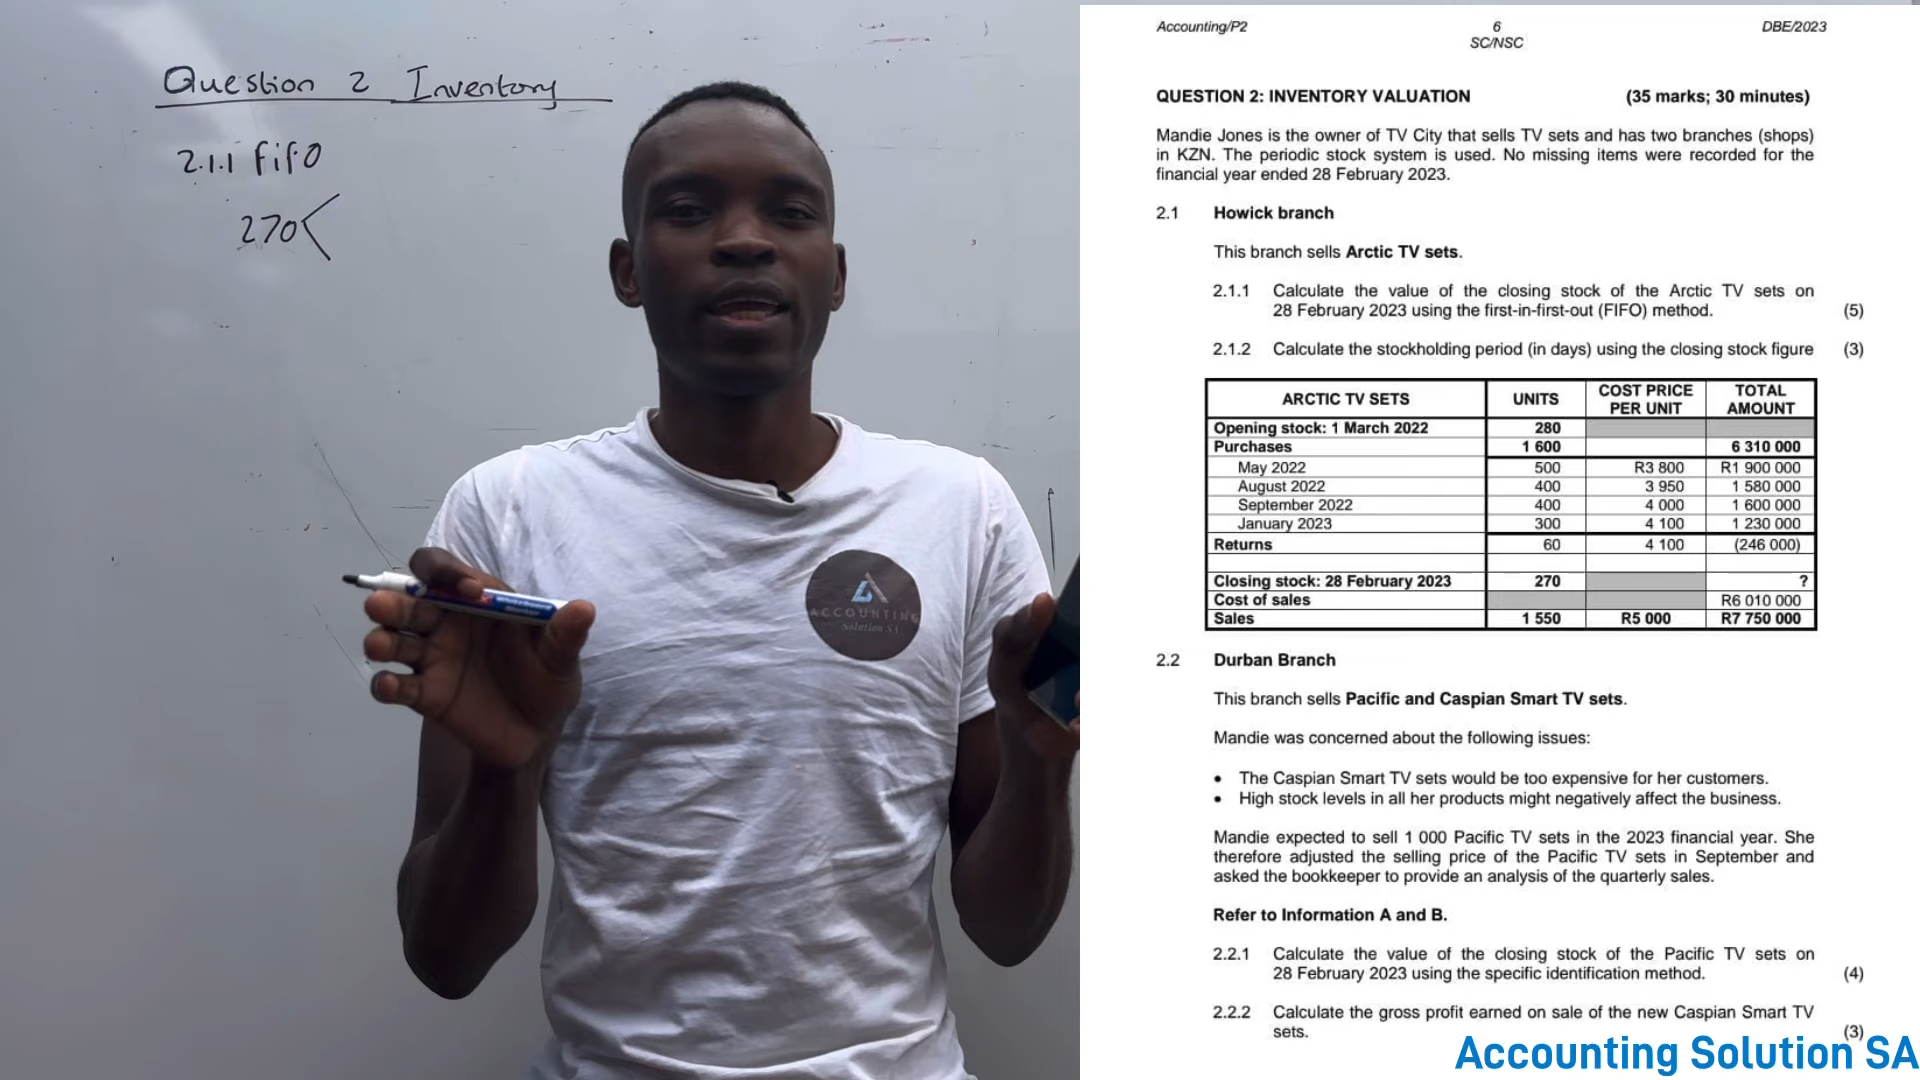 Question 2 Inventory
2.1.1 fifo
270
ACCOUNTING
Solution SA
Accounting/P2 6 DBE/2023
SC/NSC
QUESTION 2: INVENTORY VALUATION (35 marks; 30 minutes)
Mandie Jones is the owner of TV City that sells TV sets and has two branches (shops)
in KZN. The periodic stock system is used. No missing items were recorded for the
financial year ended 28 February 2023.
2.1 Howick branch
This branch sells Arctic TV sets.
2.1.1 Calculate the value of the closing stock of the Arctic TV sets on
28 February 2023 using the first-in-first-out (FIFO) method. (5)
2.1.2 Calculate the stockholding period (in days) using the closing stock figure (3)
ARCTIC TV SETS UNITS COST PRICE PER UNIT TOTAL AMOUNT
Opening stock: 1 March 2022 280
Purchases 1 600 6 310 000
May 2022 500 R3 800 R1 900 000
August 2022 400 3 950 1 580 000
September 2022 400 4 000 1 600 000
January 2023 300 4 100 1 230 000
Returns 60 4 100 (246 000)
Closing stock: 28 February 2023 270 ?
Cost of sales R6 010 000
Sales 1 550 R5 000 R7 750 000
2.2 Durban Branch
This branch sells Pacific and Caspian Smart TV sets.
Mandie was concerned about the following issues:
• The Caspian Smart TV sets would be too expensive for her customers.
• High stock levels in all her products might negatively affect the business.
Mandie expected to sell 1 000 Pacific TV sets in the 2023 financial year. She
therefore adjusted the selling price of the Pacific TV sets in September and
asked the bookkeeper to provide an analysis of the quarterly sales.
Refer to Information A and B.
2.2.1 Calculate the value of the closing stock of the Pacific TV sets on
28 February 2023 using the specific identification method. (4)
2.2.2 Calculate the gross profit earned on sale of the new Caspian Smart TV
sets. (3)
Accounting Solution SA